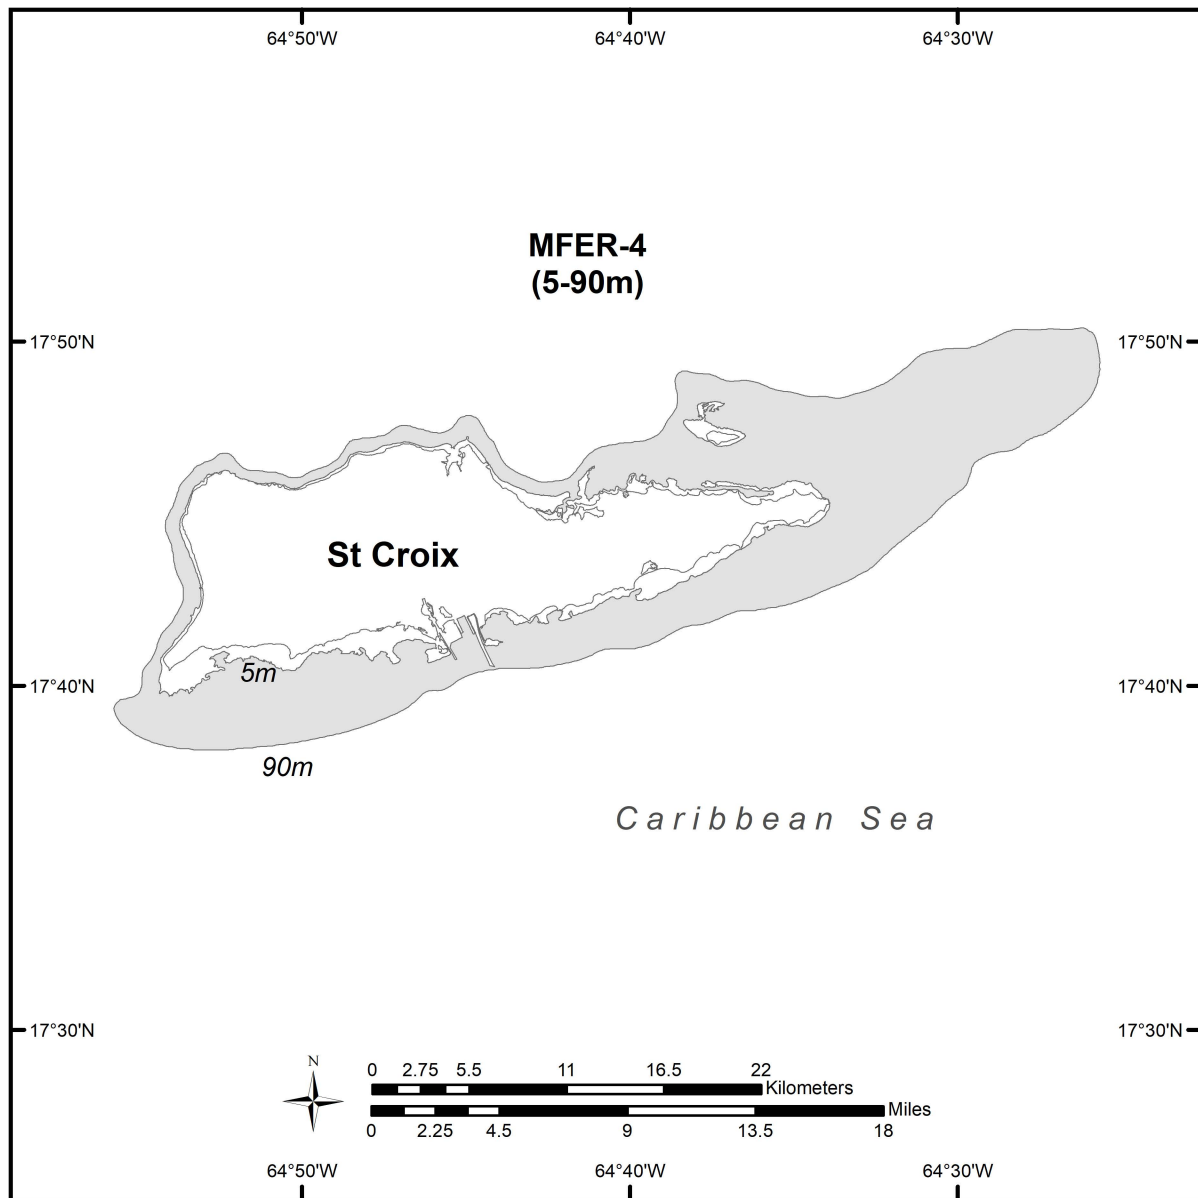 64°50'W 64°40'W 64°30'W
MFER-4
(5-90m)
17°50'N 17°50'N
St Croix
5m
17°40'N 17°40'N
90m
Caribbean Sea
17°30'N 17°30'N
N
0 2.75 5.5 11 16.5 22
Kilometers
Miles
0 2.25 4.5 9 13.5 18
64°50'W 64°40'W 64°30'W